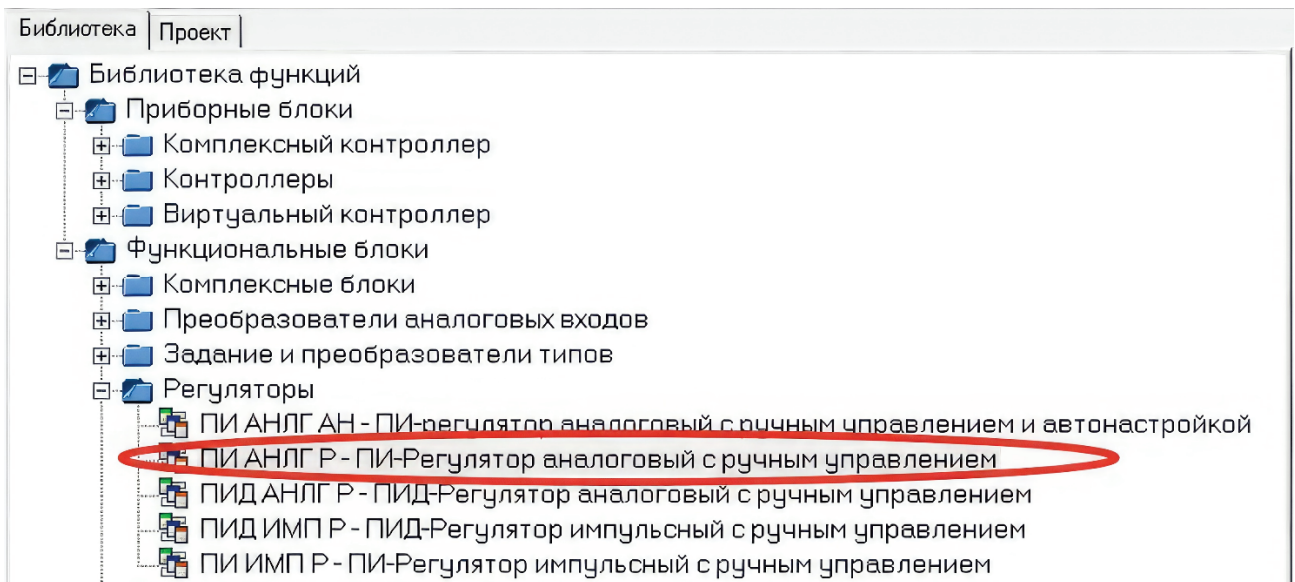 Библиотека Проект
Библиотека функций
Приборные блоки
Комплексный контроллер
Контроллеры
Виртуальный контроллер
Функциональные блоки
Комплексные блоки
Преобразователи аналоговых входов
Задание и преобразователи типов
Регуляторы
ПИ АНЛГ АН - ПИ-регулятор аналоговый с ручным управлением и автонастройкой
ПИ АНЛГ Р - ПИ-Регулятор аналоговый с ручным управлением
ПИД АНЛГ Р - ПИД-Регулятор аналоговый с ручным управлением
ПИД ИМП Р - ПИД-Регулятор импульсный с ручным управлением
ПИ ИМП Р - ПИ-Регулятор импульсный с ручным управлением